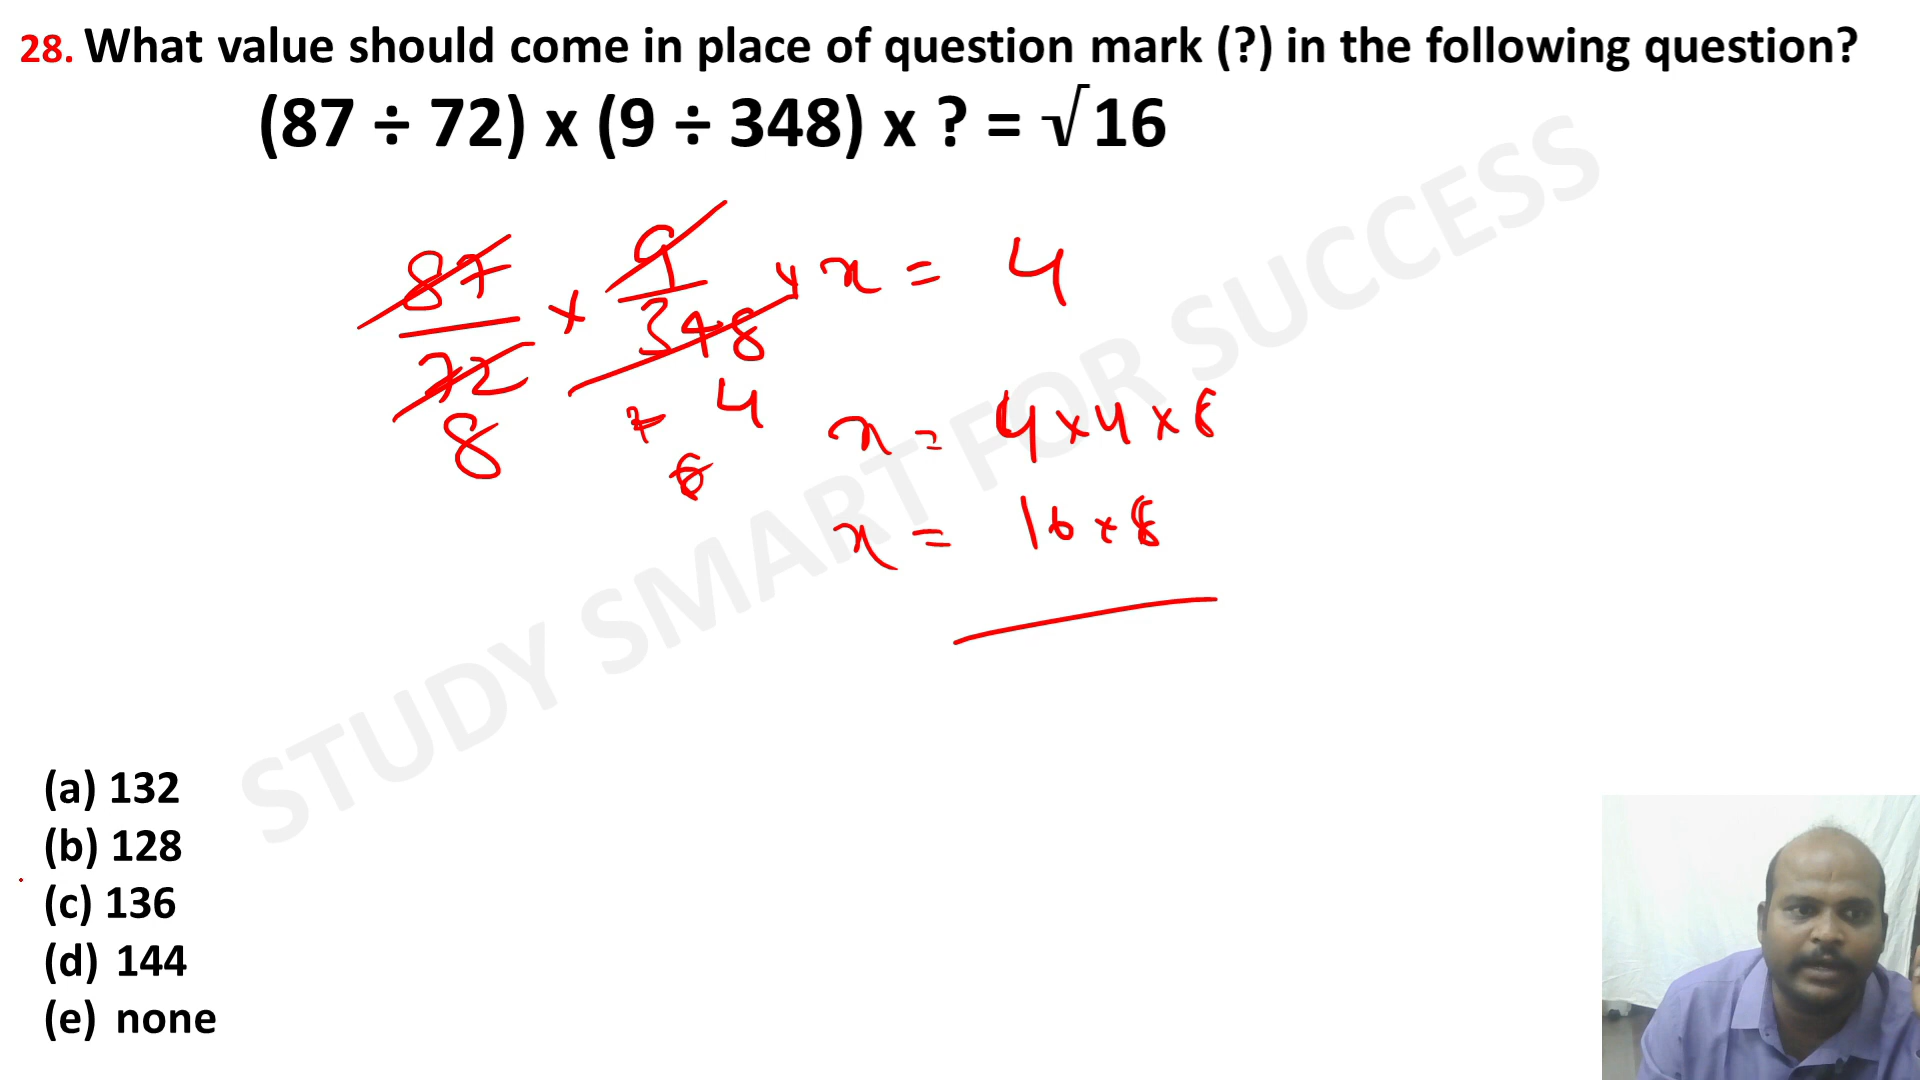 28. What value should come in place of question mark (?) in the following question?
(87 ÷ 72) x (9 ÷ 348) x ? = √16
87/72 × 9/348 × x = 4
8 4
7
6
x = 4 × 4 × 8
x = 16 × 8
STUDY SMART FOR SUCCESS
(a) 132
(b) 128
(c) 136
(d) 144
(e) none